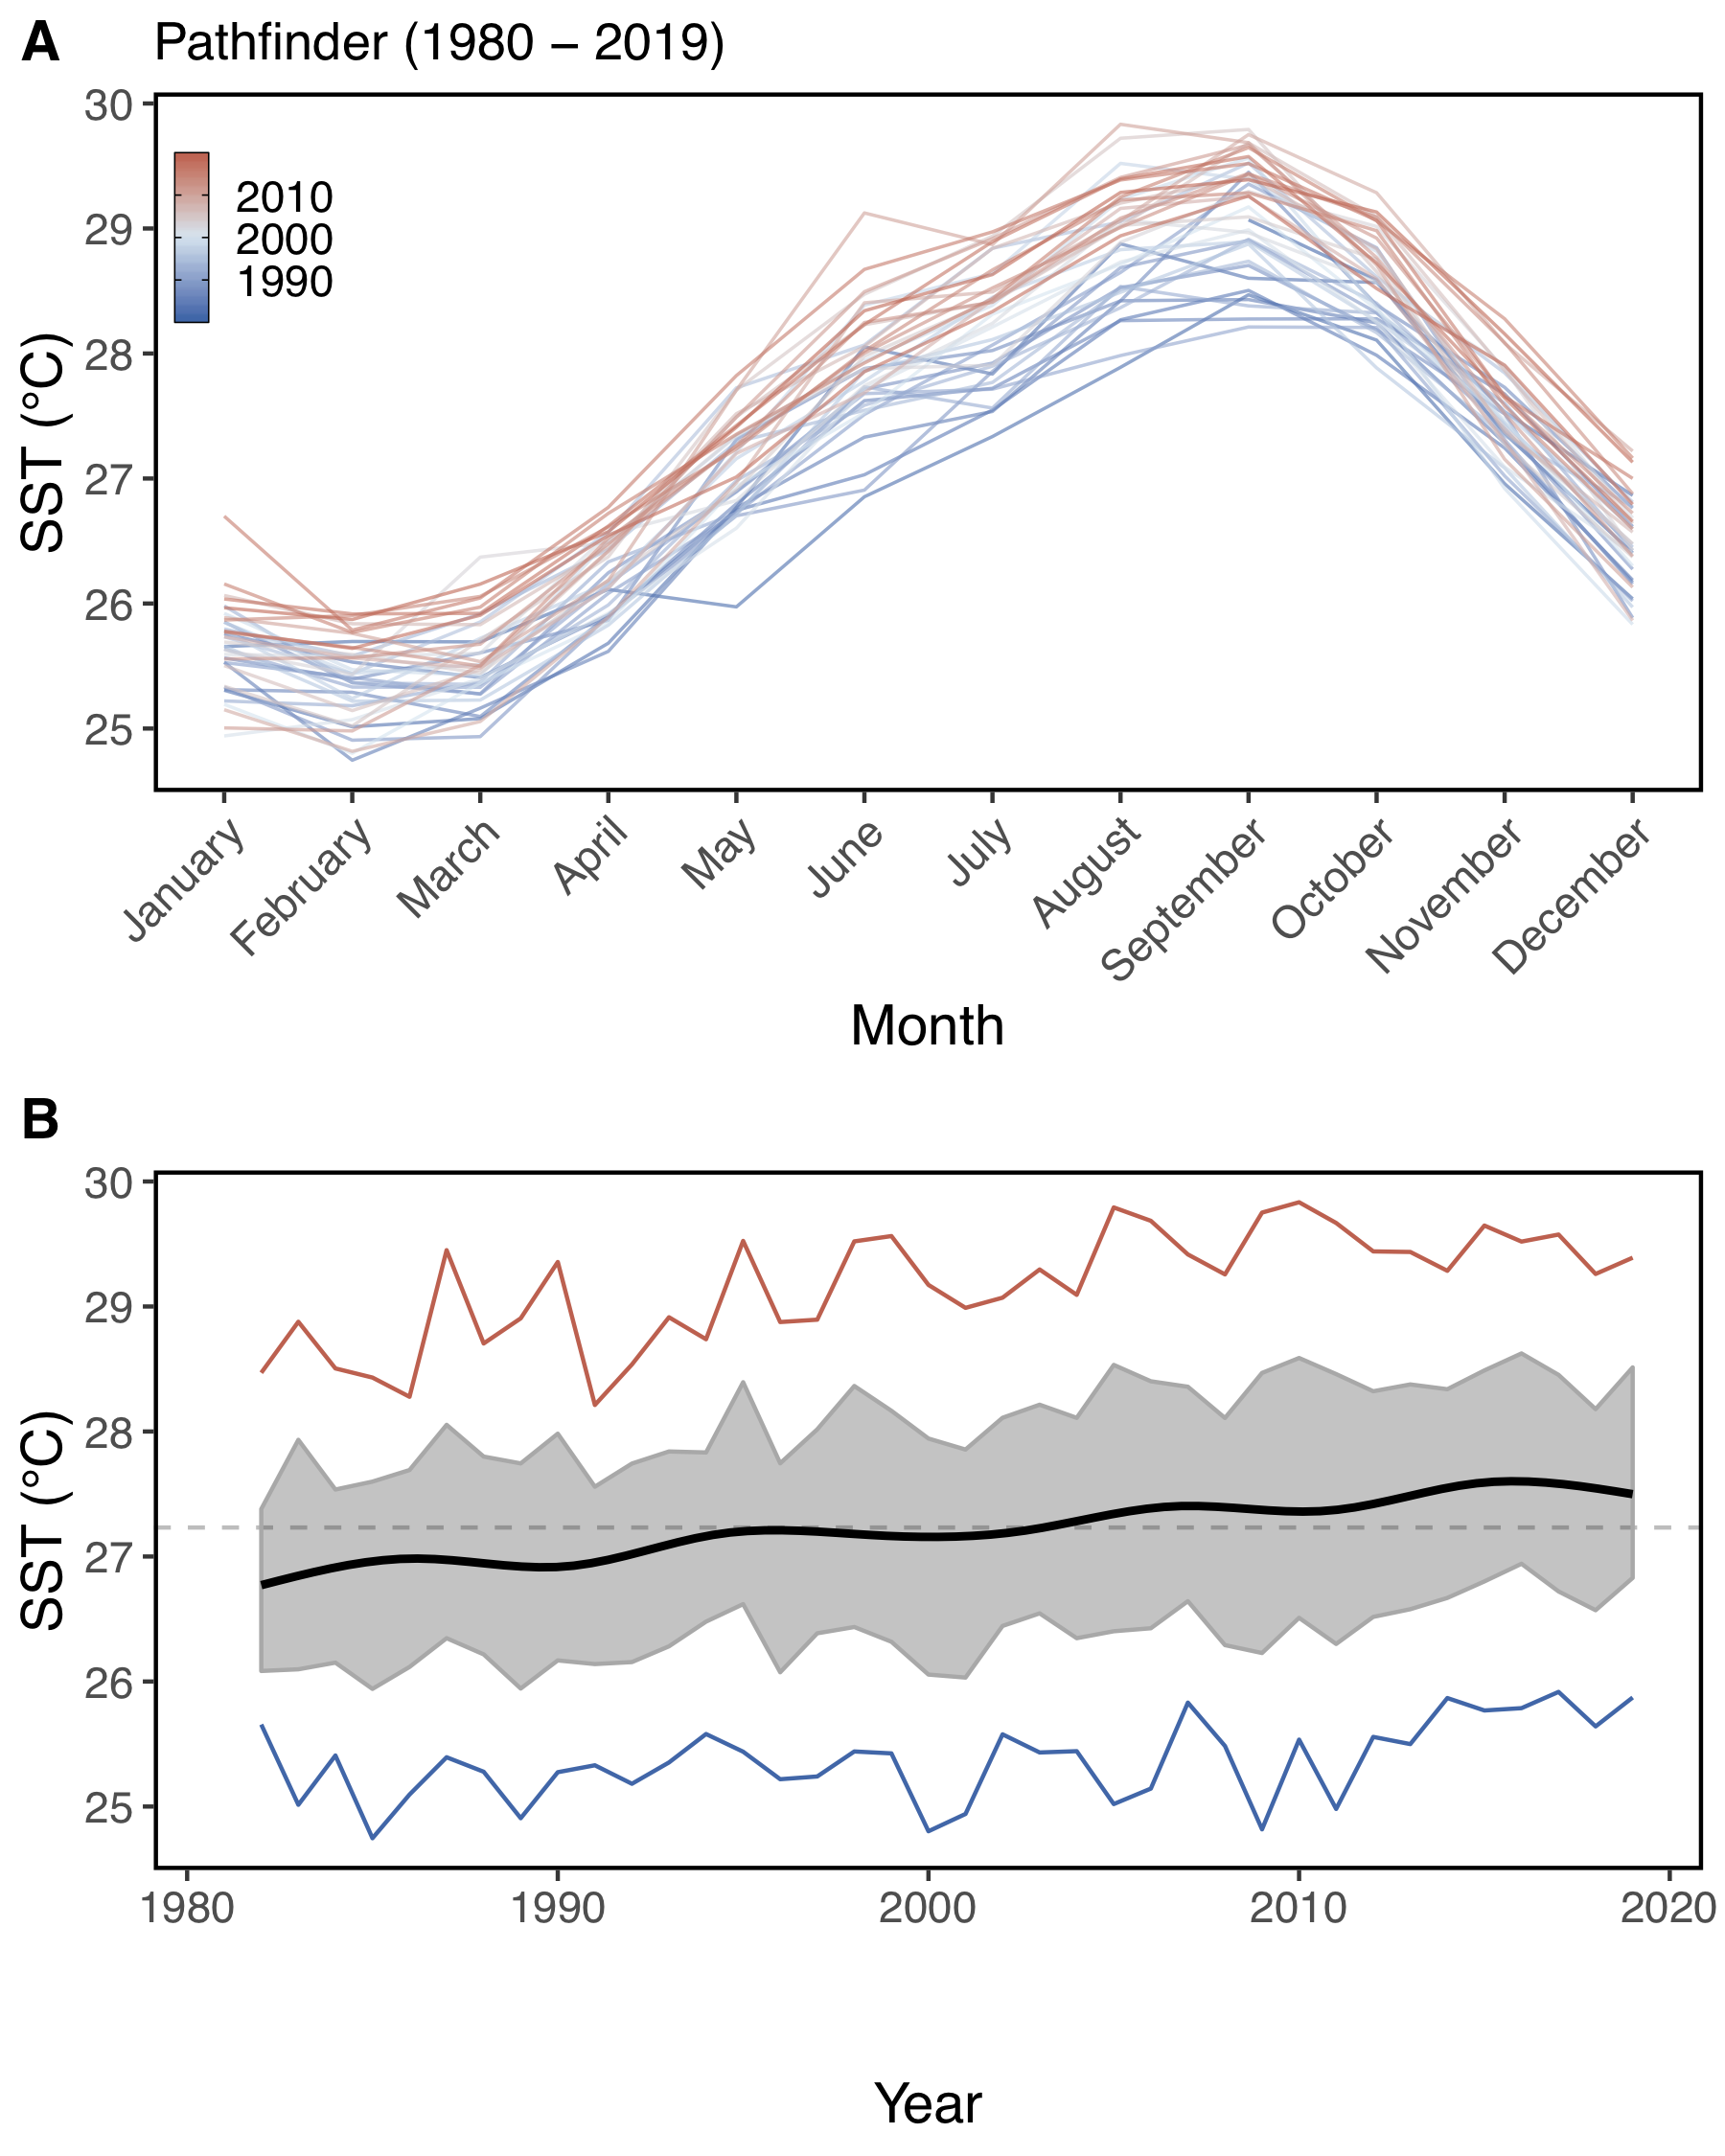 A Pathfinder (1980 – 2019)
30
29
28
27
26
25
SST (°C)
2010
2000
1990
January February March April May June July August September October November December
Month
B
30
29
28
27
26
25
SST (°C)
1980 1990 2000 2010 2020
Year